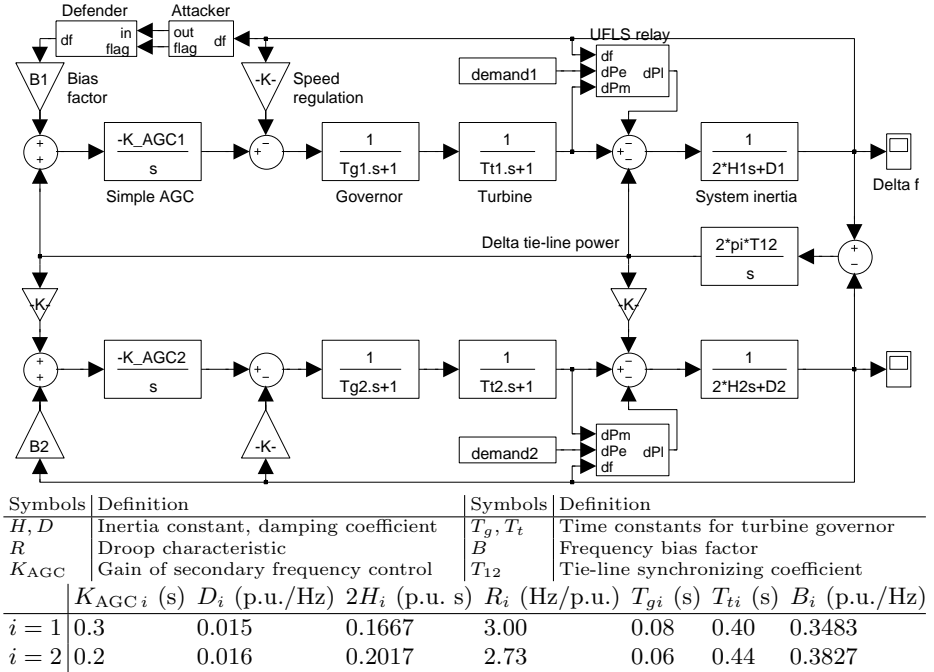 Defender Attacker
df in flag out flag df
UFLS relay
B1 Bias factor
-K- Speed regulation
demand1
df dPe dPm dPl
+ + -K_AGC1 s + − 1 Tg1.s+1 1 Tt1.s+1 + − − 1 2*H1s+D1
Simple AGC Governor Turbine System inertia Delta f
Delta tie-line power
2*pi*T12 s + −
-K- -K-
+ + -K_AGC2 s + − 1 Tg2.s+1 1 Tt2.s+1 + − − 1 2*H2s+D2
B2 -K-
demand2
dPm dPe df dPl
Symbols Definition Symbols Definition
H, D Inertia constant, damping coefficient T_g, T_t Time constants for turbine governor
R Droop characteristic B Frequency bias factor
K_AGC Gain of secondary frequency control T_12 Tie-line synchronizing coefficient
K_AGC i (s) D_i (p.u./Hz) 2H_i (p.u. s) R_i (Hz/p.u.) T_gi (s) T_ti (s) B_i (p.u./Hz)
i = 1 0.3 0.015 0.1667 3.00 0.08 0.40 0.3483
i = 2 0.2 0.016 0.2017 2.73 0.06 0.44 0.3827